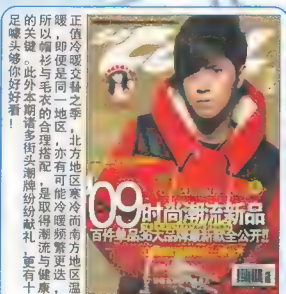 正值冷暖交替之季，北方地区寒冷而南方地区温
暖，即便是同一地区，亦有可能冷暖频繁更迭，
所以帽衫与毛衣的合理搭配，是取得潮流与健康
的关键。此外本期诸多街头潮牌纷纷献礼，更有十
足噱头够你好好看！
09时尚潮流新品
百件单品36大品牌最新款全公开!!